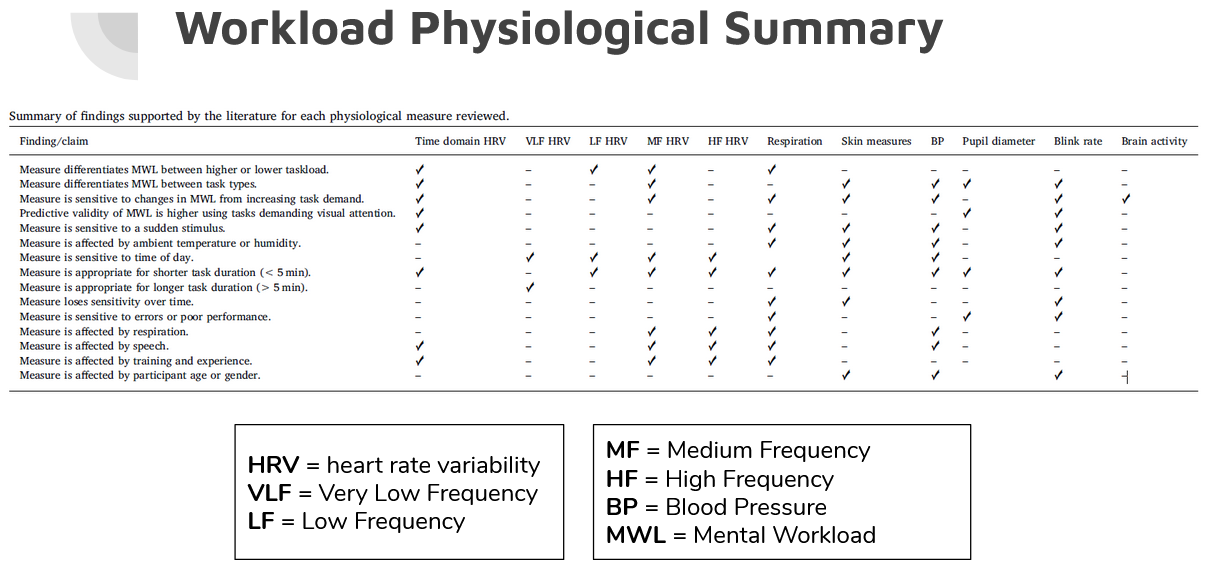 Workload Physiological Summary
Summary of findings supported by the literature for each physiological measure reviewed.
Finding/claim Time domain HRV VLF HRV LF HRV MF HRV HF HRV Respiration Skin measures BP Pupil diameter Blink rate Brain activity
Measure differentiates MWL between higher or lower taskload. ✓ – ✓ ✓ – ✓ – – – – –
Measure differentiates MWL between task types. ✓ – – ✓ – – ✓ ✓ ✓ ✓ –
Measure is sensitive to changes in MWL from increasing task demand. ✓ – – ✓ – ✓ ✓ ✓ – ✓ ✓
Predictive validity of MWL is higher using tasks demanding visual attention. ✓ – – – – – – – ✓ ✓ –
Measure is sensitive to a sudden stimulus. ✓ – – – – ✓ ✓ ✓ – ✓ –
Measure is affected by ambient temperature or humidity. – – – – – ✓ ✓ ✓ – ✓ –
Measure is sensitive to time of day. – ✓ ✓ ✓ ✓ – ✓ ✓ – – –
Measure is appropriate for shorter task duration (< 5 min). ✓ – ✓ ✓ ✓ ✓ ✓ ✓ ✓ ✓ –
Measure is appropriate for longer task duration (> 5 min). – ✓ – – – – – – – – –
Measure loses sensitivity over time. – – – – – ✓ ✓ – – ✓ –
Measure is sensitive to errors or poor performance. – – – – – ✓ – – ✓ ✓ –
Measure is affected by respiration. – – – ✓ ✓ ✓ – ✓ – – –
Measure is affected by speech. ✓ – – ✓ ✓ ✓ – ✓ – – –
Measure is affected by training and experience. ✓ – – ✓ ✓ ✓ – – – – –
Measure is affected by participant age or gender. – – – – – – ✓ ✓ – ✓ –
HRV = heart rate variability
VLF = Very Low Frequency
LF = Low Frequency
MF = Medium Frequency
HF = High Frequency
BP = Blood Pressure
MWL = Mental Workload